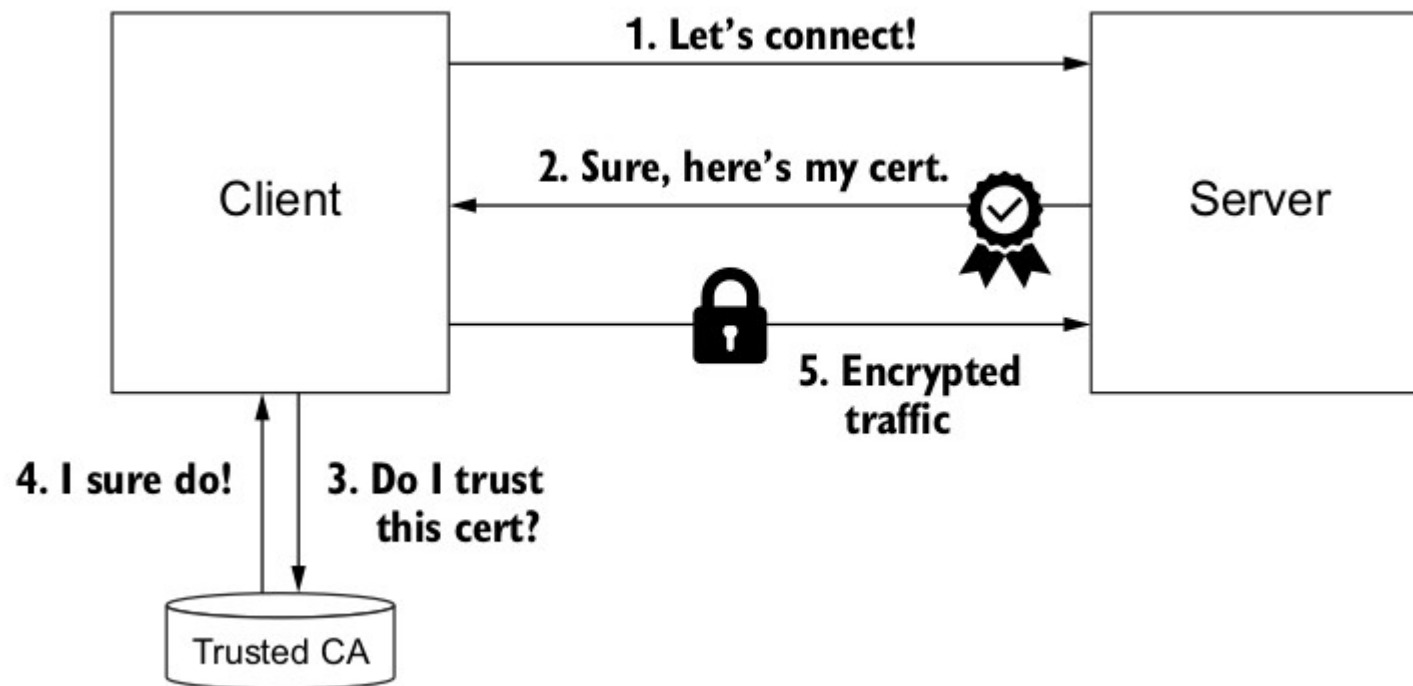 1. Let's connect!
2. Sure, here's my cert.
Client
Server
5. Encrypted
traffic
4. I sure do!
3. Do I trust
this cert?
Trusted CA